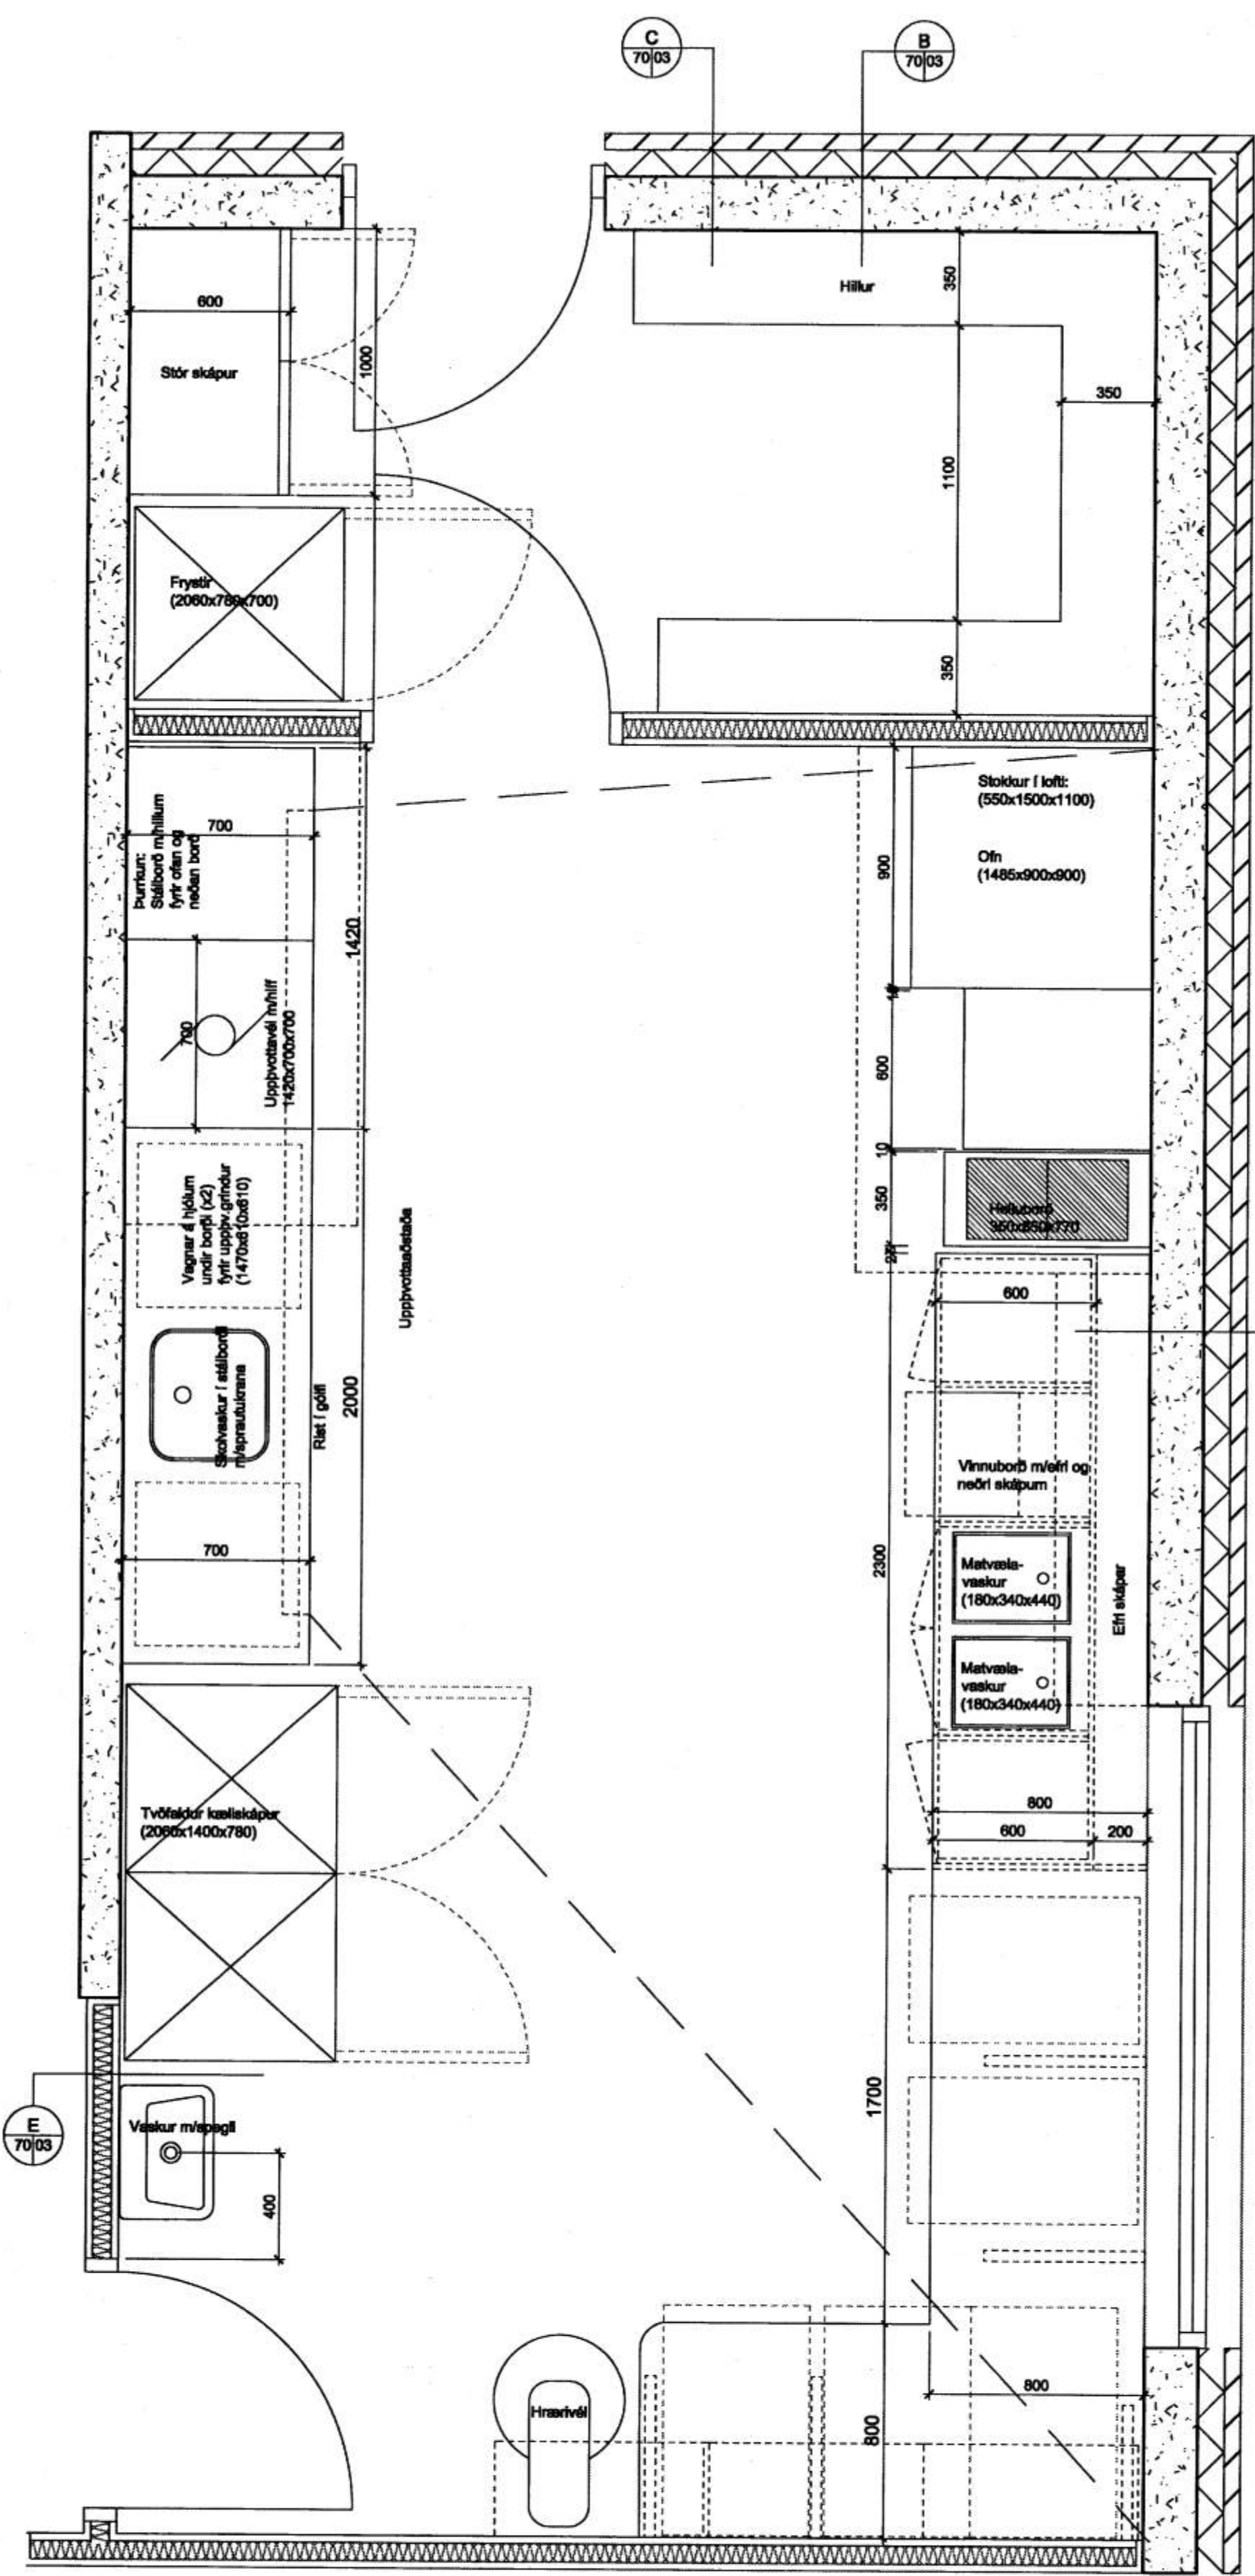 C
70 03
B
70 03
600
1000
Stór skápur
Hillur
350
350
1100
350
Frystir
(2060x780x700)
Þurrkun:
Stálborð m/hillum
fyrir ofan og
neðan borð
700
1420
700
Uppþvottavél m/hlíf
1420x700x700
Vagnar á hjólum
undir borði (x2)
fyrir uppþv.grindur
(1470x610x610)
Uppþvottaaðstaða
Skolvaskur í stálborði
m/sprautukrana
Rist í gólfi
2000
700
Stokkur í lofti:
(550x1500x1100)
Ofn
(1485x900x900)
900
600
10
350
Helluborð
27
600
Vinnuborð m/efri og
neðri skápum
2300
Matvæla-
vaskur
(180x340x440)
Matvæla-
vaskur
(180x340x440)
Efri skápar
800
600
200
Tvöfaldur kæliskápur
(2060x1400x780)
E
70 03
Vaskur m/spegli
400
1700
Hrærivél
800
800